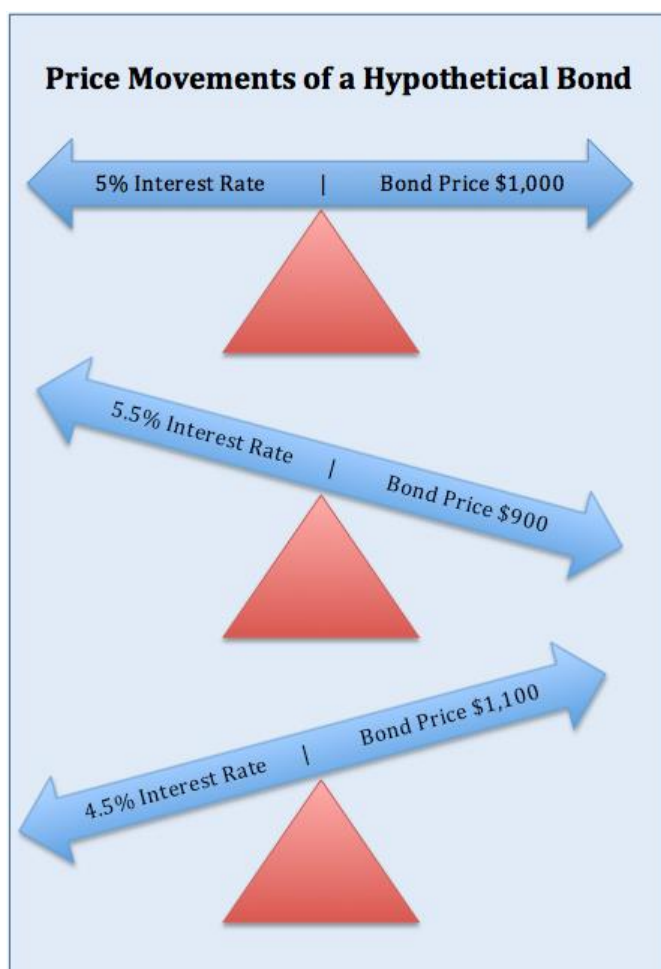 Price Movements of a Hypothetical Bond
5% Interest Rate | Bond Price $1,000
5.5% Interest Rate | Bond Price $900
4.5% Interest Rate | Bond Price $1,100